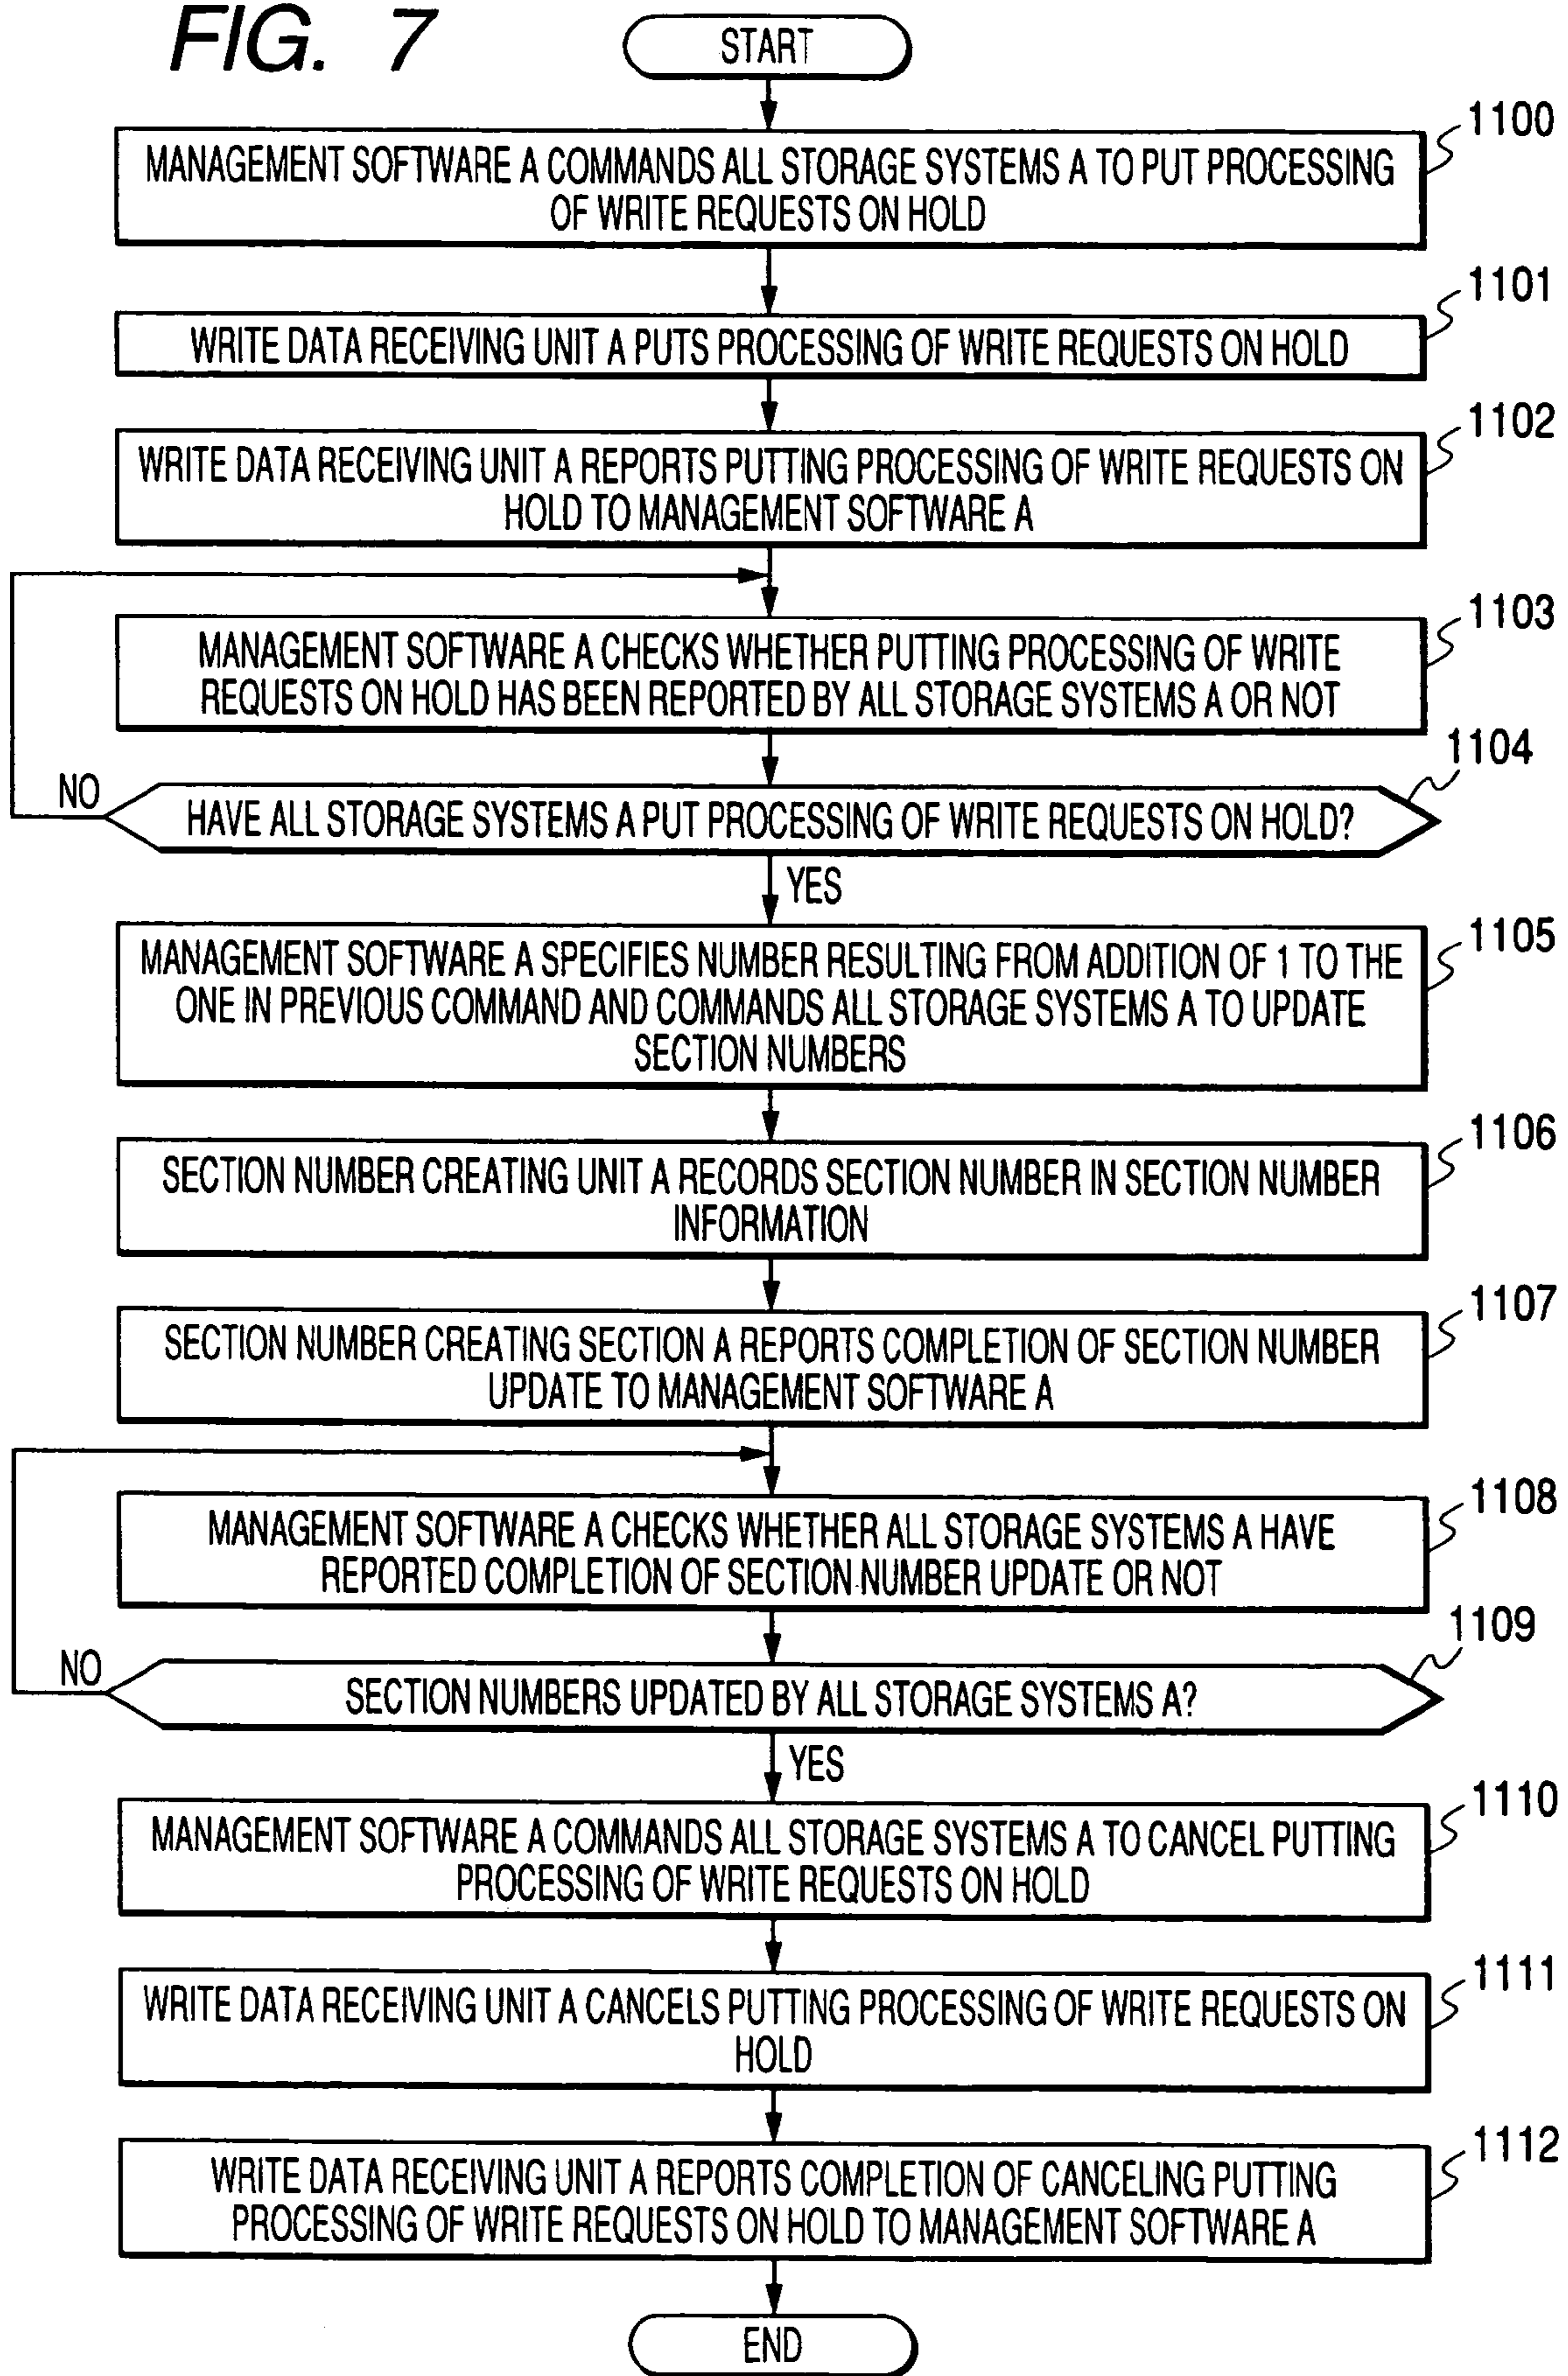 FIG. 7
START
1100
MANAGEMENT SOFTWARE A COMMANDS ALL STORAGE SYSTEMS A TO PUT PROCESSING
OF WRITE REQUESTS ON HOLD
1101
WRITE DATA RECEIVING UNIT A PUTS PROCESSING OF WRITE REQUESTS ON HOLD
1102
WRITE DATA RECEIVING UNIT A REPORTS PUTTING PROCESSING OF WRITE REQUESTS ON
HOLD TO MANAGEMENT SOFTWARE A
1103
MANAGEMENT SOFTWARE A CHECKS WHETHER PUTTING PROCESSING OF WRITE
REQUESTS ON HOLD HAS BEEN REPORTED BY ALL STORAGE SYSTEMS A OR NOT
1104
NO
HAVE ALL STORAGE SYSTEMS A PUT PROCESSING OF WRITE REQUESTS ON HOLD?
YES
1105
MANAGEMENT SOFTWARE A SPECIFIES NUMBER RESULTING FROM ADDITION OF 1 TO THE
ONE IN PREVIOUS COMMAND AND COMMANDS ALL STORAGE SYSTEMS A TO UPDATE
SECTION NUMBERS
1106
SECTION NUMBER CREATING UNIT A RECORDS SECTION NUMBER IN SECTION NUMBER
INFORMATION
1107
SECTION NUMBER CREATING SECTION A REPORTS COMPLETION OF SECTION NUMBER
UPDATE TO MANAGEMENT SOFTWARE A
1108
MANAGEMENT SOFTWARE A CHECKS WHETHER ALL STORAGE SYSTEMS A HAVE
REPORTED COMPLETION OF SECTION NUMBER UPDATE OR NOT
1109
NO
SECTION NUMBERS UPDATED BY ALL STORAGE SYSTEMS A?
YES
1110
MANAGEMENT SOFTWARE A COMMANDS ALL STORAGE SYSTEMS A TO CANCEL PUTTING
PROCESSING OF WRITE REQUESTS ON HOLD
1111
WRITE DATA RECEIVING UNIT A CANCELS PUTTING PROCESSING OF WRITE REQUESTS ON
HOLD
1112
WRITE DATA RECEIVING UNIT A REPORTS COMPLETION OF CANCELING PUTTING
PROCESSING OF WRITE REQUESTS ON HOLD TO MANAGEMENT SOFTWARE A
END